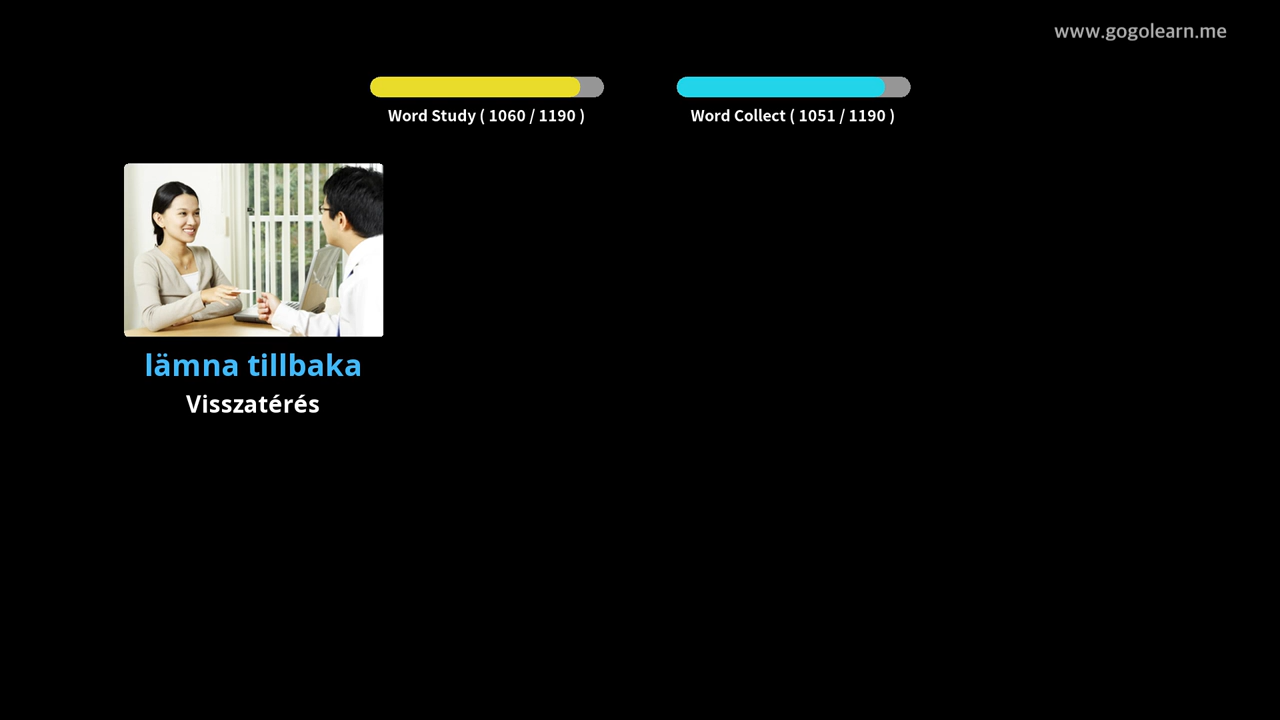 www.gogolearn.me
Word Study ( 1060 / 1190 )
Word Collect ( 1051 / 1190 )
lämna tillbaka
Visszatérés